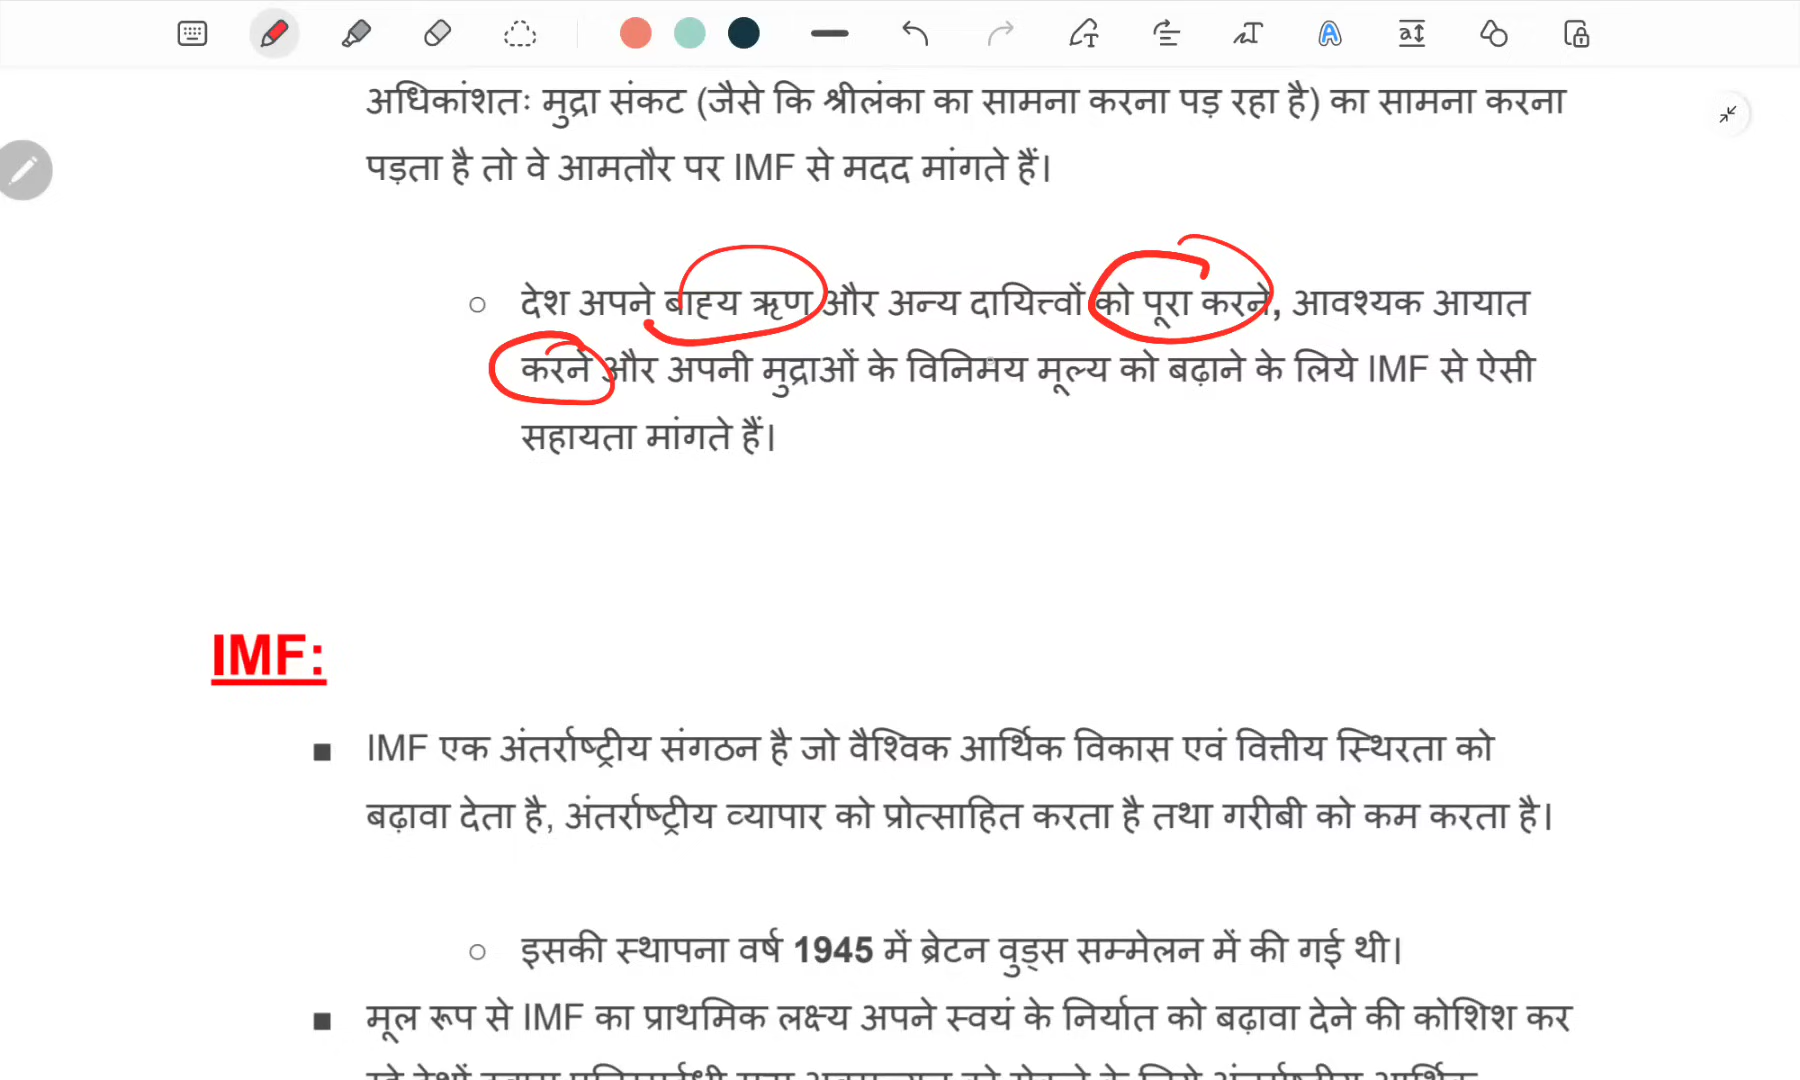 अधिकांशतः मुद्रा संकट (जैसे कि श्रीलंका का सामना करना पड़ रहा है) का सामना करना
पड़ता है तो वे आमतौर पर IMF से मदद मांगते हैं।
○ देश अपने बाह्य ऋण और अन्य दायित्त्वों को पूरा करने, आवश्यक आयात
करने और अपनी मुद्राओं के विनिमय मूल्य को बढ़ाने के लिये IMF से ऐसी
सहायता मांगते हैं।
IMF:
■ IMF एक अंतर्राष्ट्रीय संगठन है जो वैश्विक आर्थिक विकास एवं वित्तीय स्थिरता को
बढ़ावा देता है, अंतर्राष्ट्रीय व्यापार को प्रोत्साहित करता है तथा गरीबी को कम करता है।
○ इसकी स्थापना वर्ष 1945 में ब्रेटन वुड्स सम्मेलन में की गई थी।
■ मूल रूप से IMF का प्राथमिक लक्ष्य अपने स्वयं के निर्यात को बढ़ावा देने की कोशिश कर